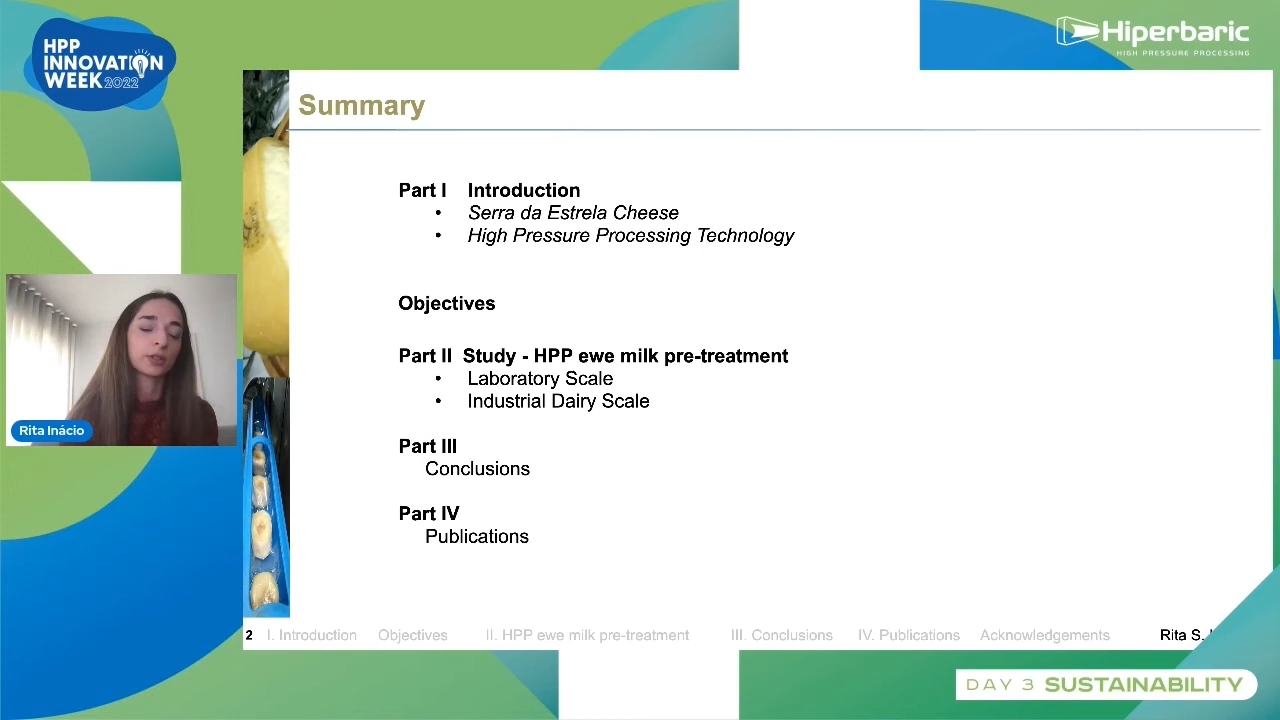 HPP
INNOVATION
WEEK 2022
Hiperbaric
HIGH PRESSURE PROCESSING
Summary
Part I Introduction
• Serra da Estrela Cheese
• High Pressure Processing Technology
Objectives
Part II Study - HPP ewe milk pre-treatment
• Laboratory Scale
• Industrial Dairy Scale
Part III
Conclusions
Part IV
Publications
Rita Inácio
2 I. Introduction Objectives II. HPP ewe milk pre-treatment III. Conclusions IV. Publications Acknowledgements Rita S.
DAY 3 SUSTAINABILITY